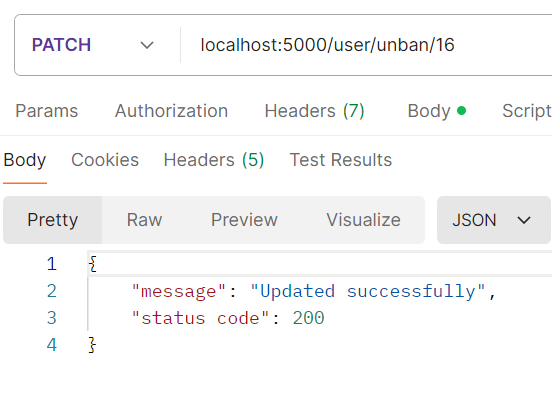 PATCH localhost:5000/user/unban/16
Params Authorization Headers (7) Body Script
Body Cookies Headers (5) Test Results
Pretty Raw Preview Visualize JSON
1 {
2 "message": "Updated successfully",
3 "status code": 200
4 }